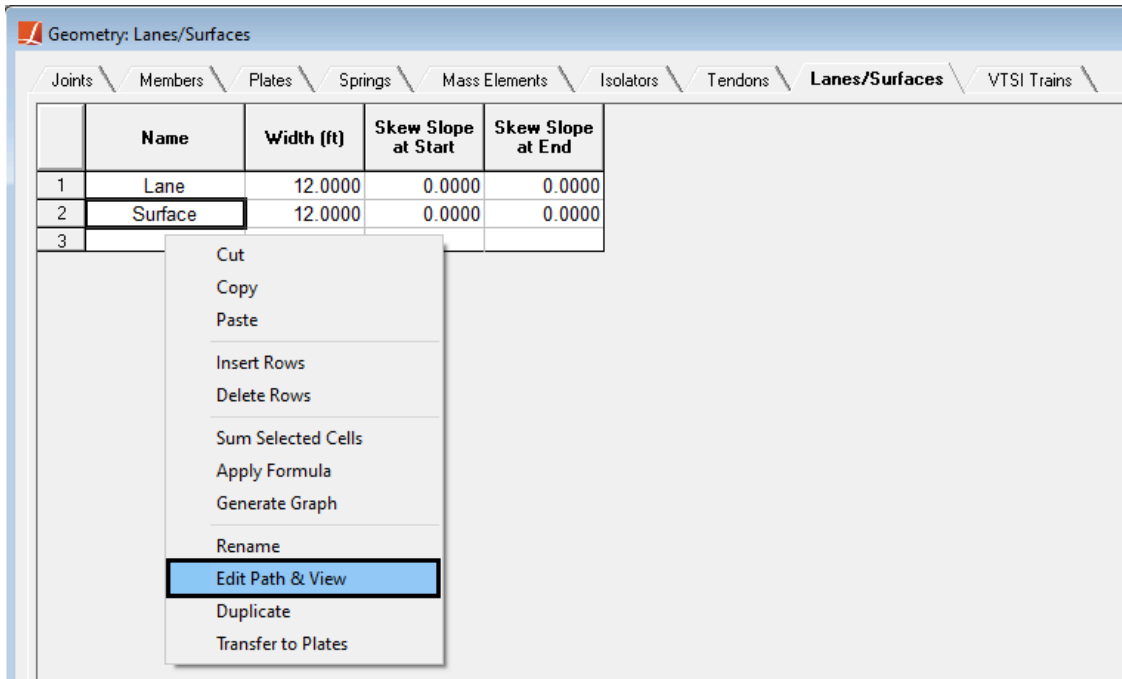 Geometry: Lanes/Surfaces
Joints Members Plates Springs Mass Elements Isolators Tendons Lanes/Surfaces VTSI Trains
Name Width (ft) Skew Slope at Start Skew Slope at End
1 Lane 12.0000 0.0000 0.0000
2 Surface 12.0000 0.0000 0.0000
3
Cut
Copy
Paste
Insert Rows
Delete Rows
Sum Selected Cells
Apply Formula
Generate Graph
Rename
Edit Path & View
Duplicate
Transfer to Plates